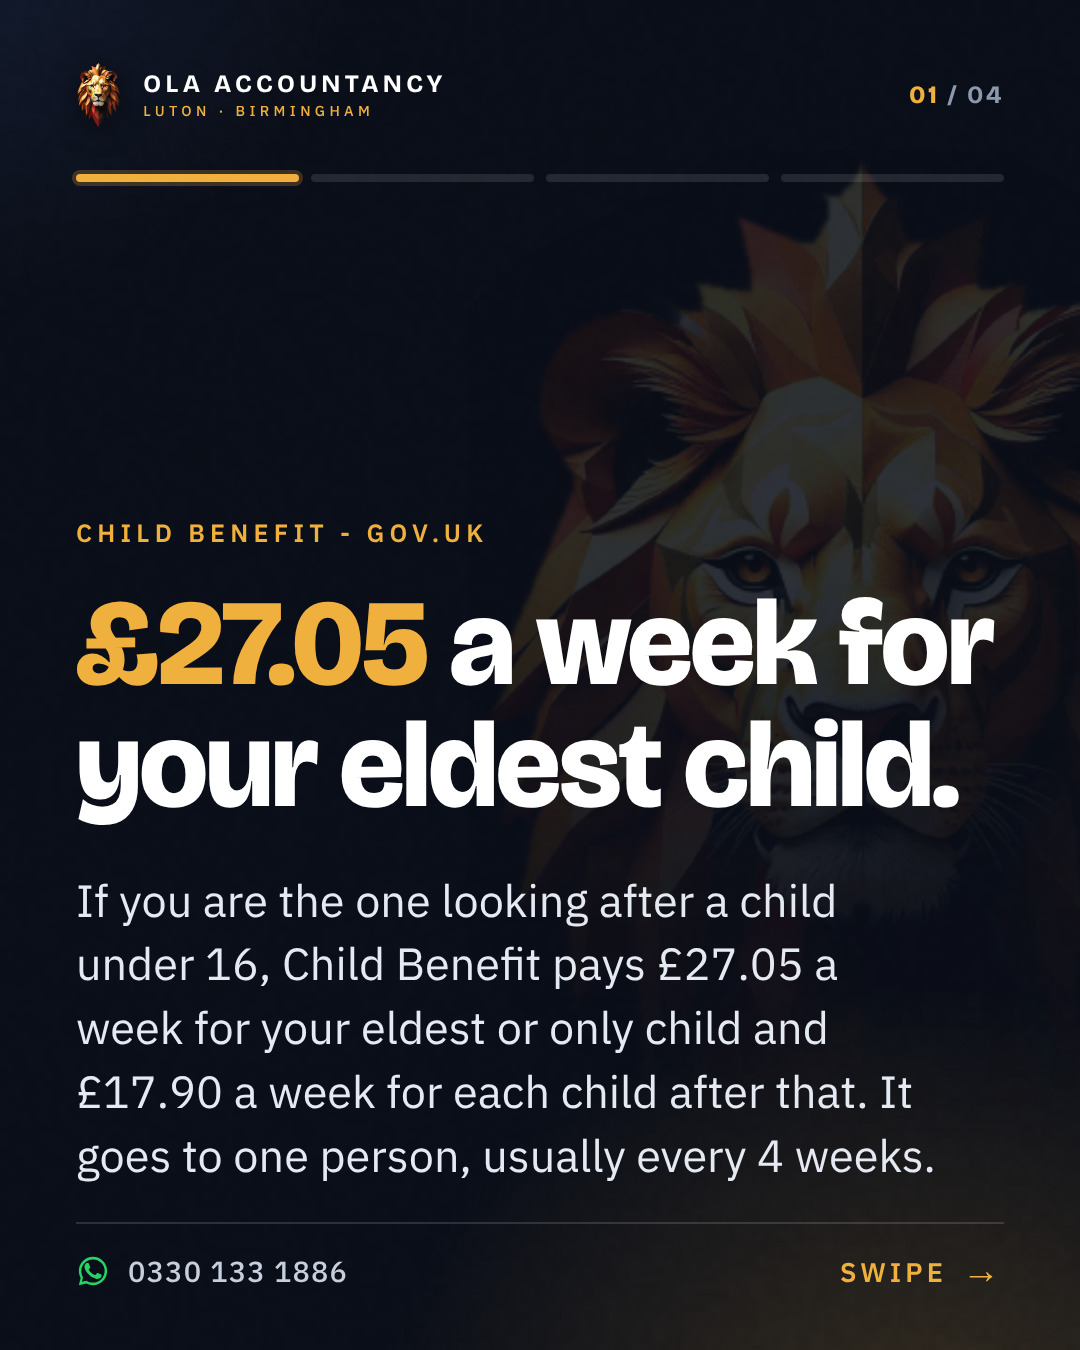 OLA ACCOUNTANCY
LUTON · BIRMINGHAM
01 / 04
CHILD BENEFIT - GOV.UK
£27.05 a week for
your eldest child.
If you are the one looking after a child
under 16, Child Benefit pays £27.05 a
week for your eldest or only child and
£17.90 a week for each child after that. It
goes to one person, usually every 4 weeks.
0330 133 1886
SWIPE →